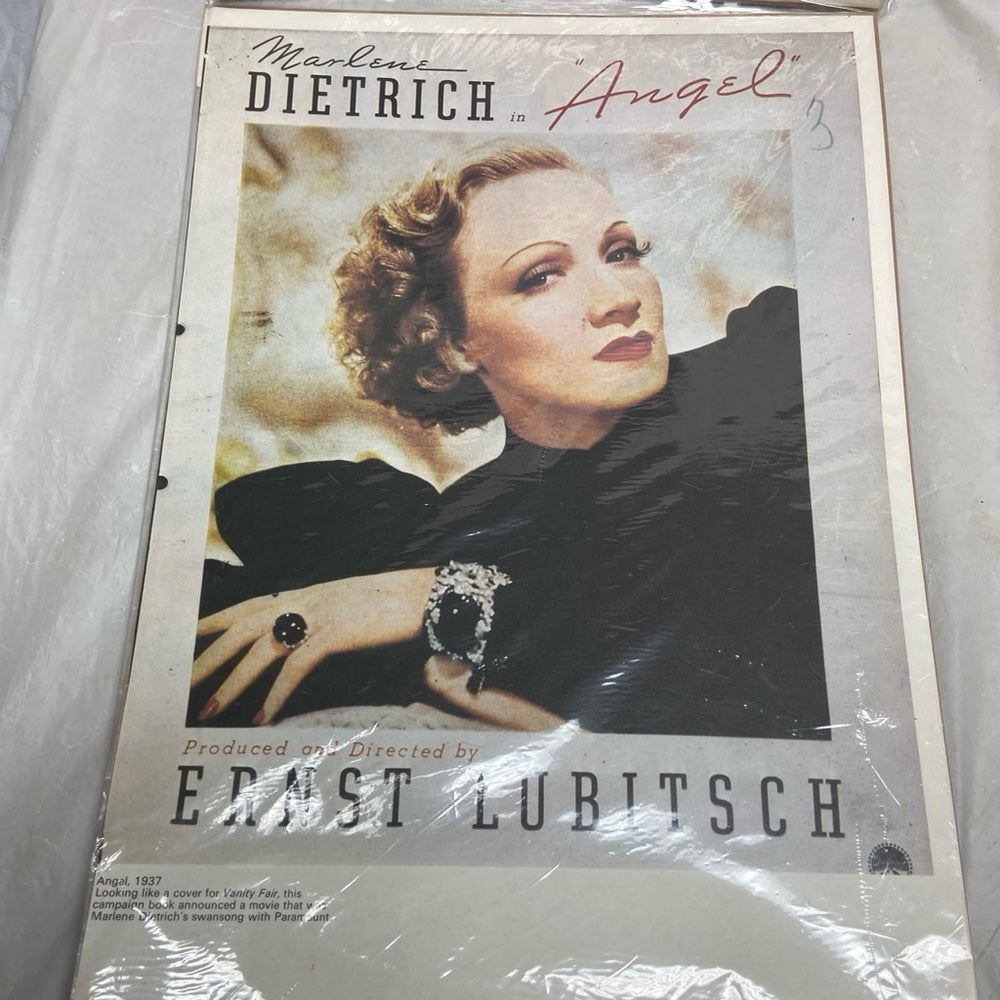 Marlene
DIETRICH in "Angel"
3
Produced and Directed by
ERNST LUBITSCH
Angal, 1937
Looking like a cover for Vanity Fair, this
campaign book announced a movie that was
Marlene Dietrich's swansong with Paramount